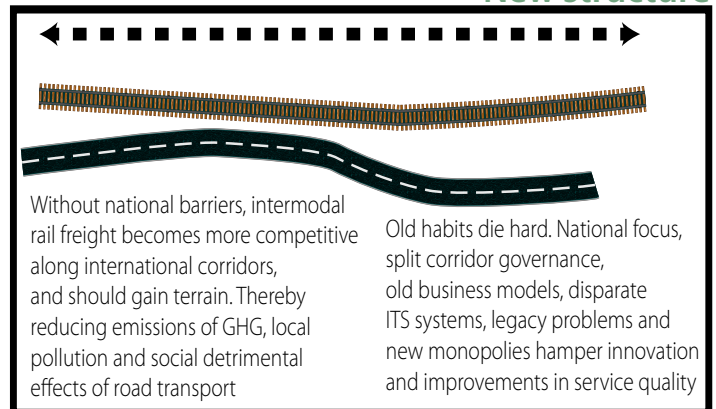 New structure
Without national barriers, intermodal
rail freight becomes more competitive
along international corridors,
and should gain terrain. Thereby
reducing emissions of GHG, local
pollution and social detrimental
effects of road transport
Old habits die hard. National focus,
split corridor governance,
old business models, disparate
ITS systems, legacy problems and
new monopolies hamper innovation
and improvements in service quality